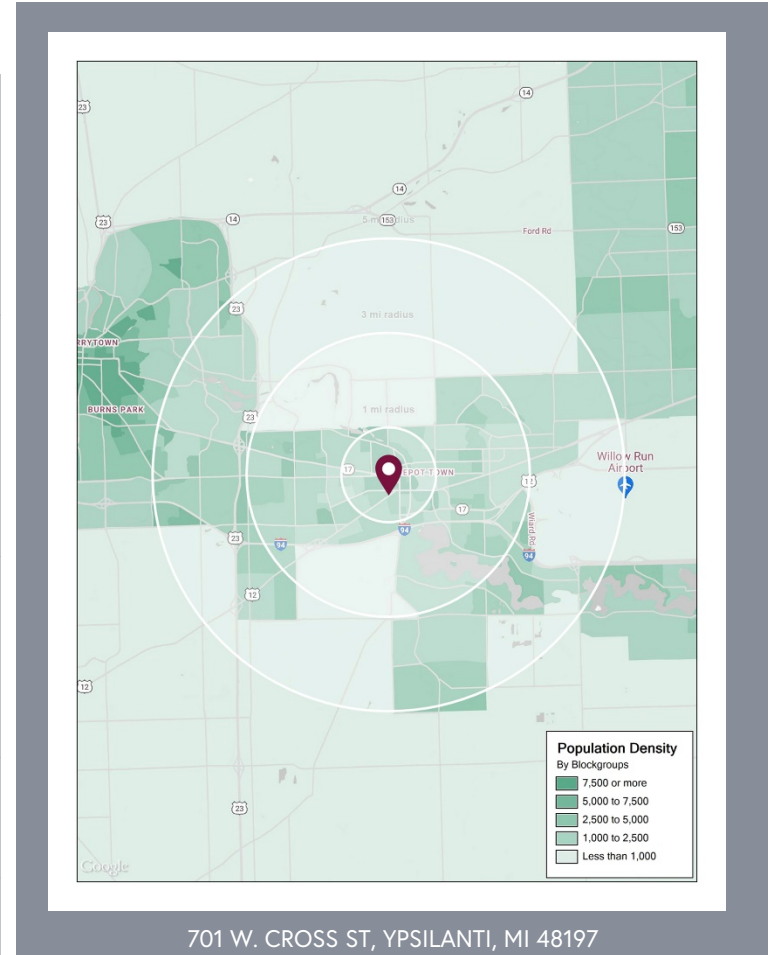 14
23
14
14
23
5 mi radius
153
Ford Rd
153
23
3 mi radius
RRYTOWN
BURNS PARK
1 mi radius
23
17
EPOT TOWN
Willow Run
Airport
17
94
94
23
Wiard Rd
94
12
12
23
Population Density
By Blockgroups
7,500 or more
5,000 to 7,500
2,500 to 5,000
1,000 to 2,500
Less than 1,000
Google
701 W. CROSS ST, YPSILANTI, MI 48197